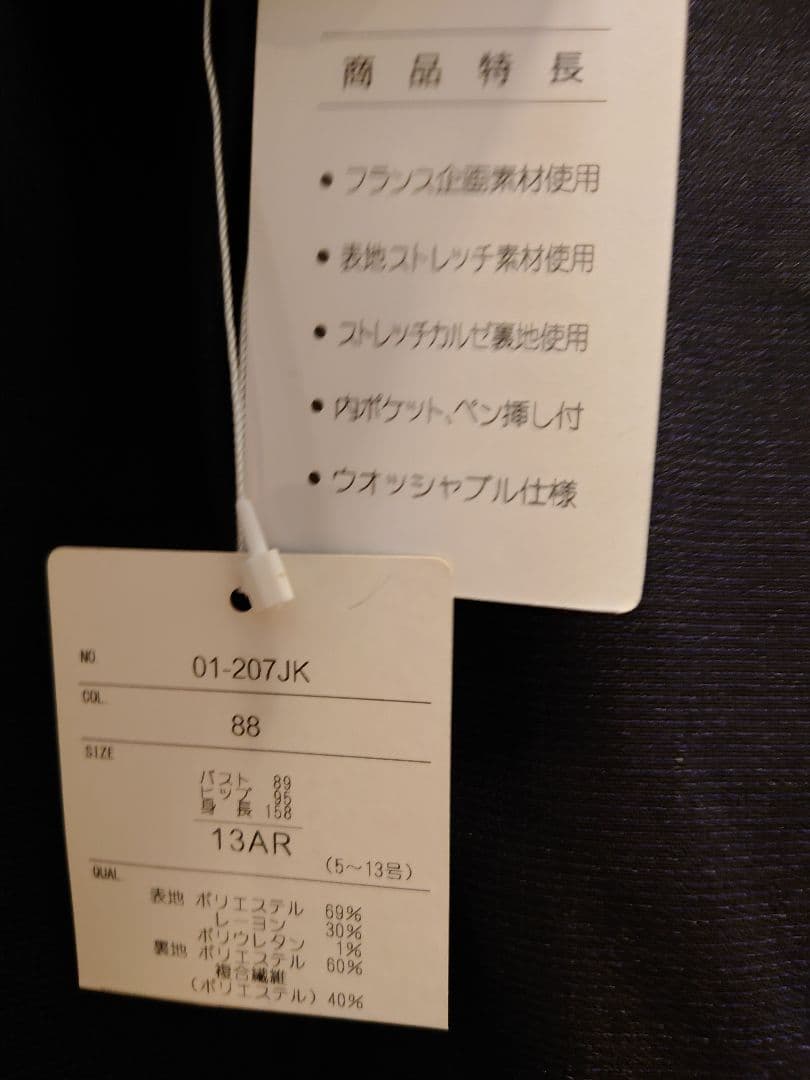 商品特長
• フランス企画素材使用
• 表地ストレッチ素材使用
• ストレッチカルゼ裏地使用
• 内ポケット、ペン挿し付
• ウオッシャブル仕様
NO. 01-207JK
COL. 88
SIZE
バスト 89
ヒップ 95
身長 158
13AR
(5～13号)
QUAL.
表地 ポリエステル 69%
レーヨン 30%
ポリウレタン 1%
裏地 ポリエステル 60%
複合繊維
(ポリエステル) 40%